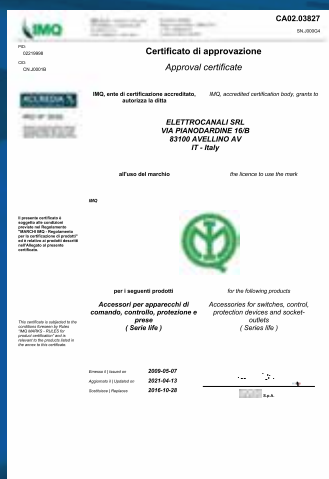 IMQ
CA02.03827
SN.J000G4
PID:
02219998
CID:
CN.J0001B
Certificato di approvazione
Approval certificate
ACCREDIA
IMQ, ente di certificazione accreditato,
autorizza la ditta
IMQ, accredited certification body, grants to
ELETTROCANALI SRL
VIA PIANODARDINE 16/B
83100 AVELLINO AV
IT - Italy
all'uso del marchio
the licence to use the mark
IMQ
Il presente certificato è
soggetto alle condizioni
previste nel Regolamento
"MARCHI IMQ - Regolamento
per la certificazione di prodotti"
ed è relativo ai prodotti descritti
nell'Allegato al presente
certificato.
per i seguenti prodotti
for the following products
Accessori per apparecchi di
comando, controllo, protezione e
prese
( Serie life )
Accessories for switches, control,
protection devices and socket-
outlets
( Series life )
This certificate is subjected to the
conditions foreseen by Rules
"IMQ MARKS - RULES for
product certification" and is
relevant to the products listed in
the annex to this certificate.
Emesso il | Issued on 2009-05-07
Aggiornato il | Updated on 2021-04-13
Sostituisce | Replaces 2016-10-28
S.p.A.